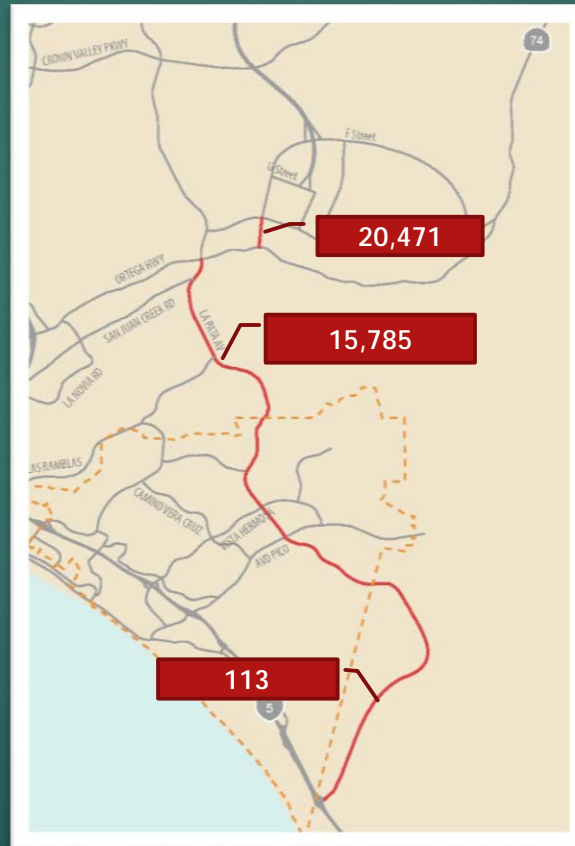 74
CROWN VALLEY PKWY
F Street
G Street
20,471
ORTEGA HWY
SAN JUAN CREEK RD
LA PATA AV
15,785
LA NOVIA RD
LAS RAMBLAS
CAMINO VERA CRUZ
VISTA HERMOSA
AVD PICO
113
5